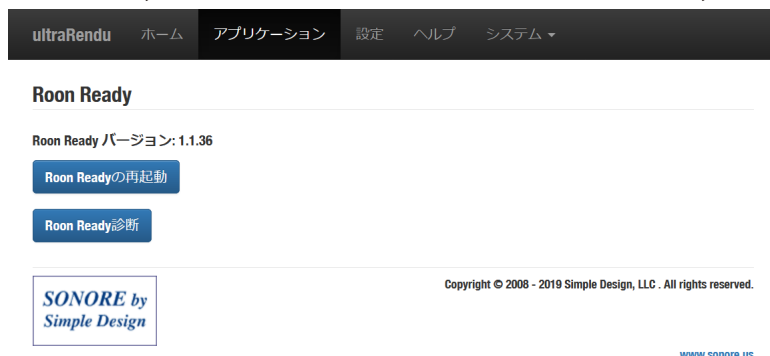 ultraRendu ホーム アプリケーション 設定 ヘルプ システム
Roon Ready
Roon Ready バージョン: 1.1.36
Roon Readyの再起動
Roon Ready診断
SONORE by
Simple Design
Copyright © 2008 - 2019 Simple Design, LLC . All rights reserved.
www.sonore.us